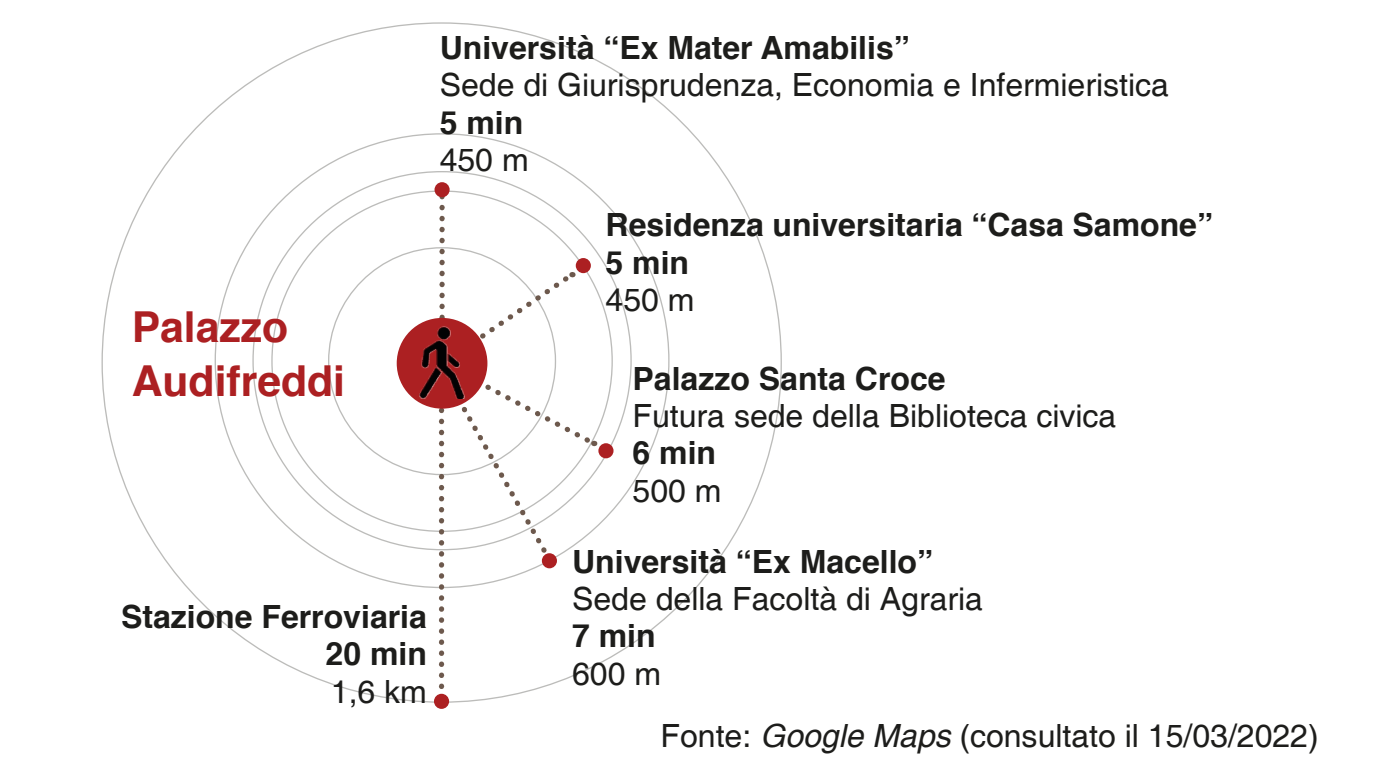 Università “Ex Mater Amabilis”
Sede di Giurisprudenza, Economia e Infermieristica
5 min
450 m
Residenza universitaria “Casa Samone”
5 min
450 m
Palazzo
Audifreddi
Palazzo Santa Croce
Futura sede della Biblioteca civica
6 min
500 m
Università “Ex Macello”
Sede della Facoltà di Agraria
7 min
600 m
Stazione Ferroviaria
20 min
1,6 km
Fonte: Google Maps (consultato il 15/03/2022)